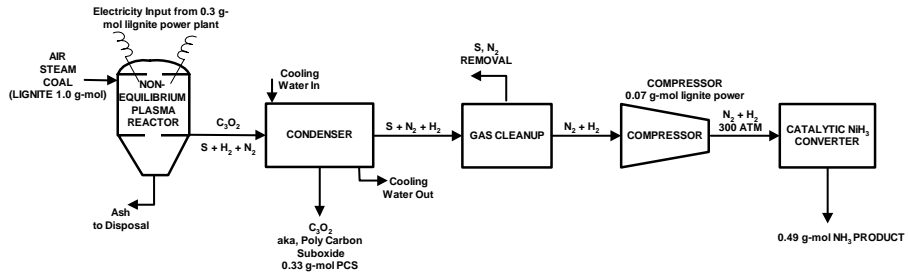 Electricity Input from 0.3 g-
mol lilgnite power plant
AIR
STEAM
COAL
(LIGNITE 1.0 g-mol)
NON-
EQUILIBRIUM
PLASMA
REACTOR
Ash
to Disposal
C₃O₂
S + H₂ + N₂
Cooling
Water In
CONDENSER
Cooling
Water Out
C₃O₂
aka, Poly Carbon
Suboxide
0.33 g-mol PCS
S + N₂ + H₂
S, N₂
REMOVAL
GAS CLEANUP
N₂ + H₂
COMPRESSOR
0.07 g-mol lignite power
COMPRESSOR
N₂ + H₂
300 ATM
CATALYTIC NiH₃
CONVERTER
0.49 g-mol NH₃ PRODUCT